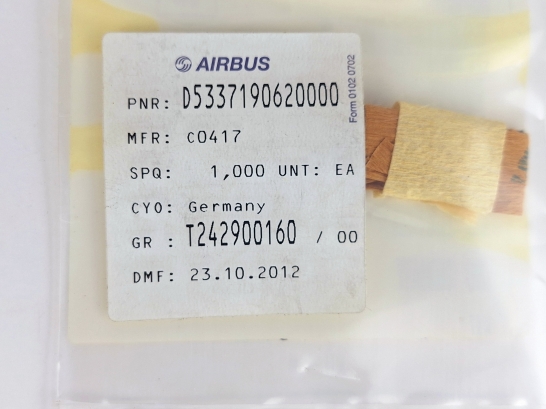 AIRBUS
PNR: D5337190620000
MFR: C0417
SPQ: 1,000 UNT: EA
CYO: Germany
GR : T242900160 / 00
DMF: 23.10.2012
Form 0102 0702